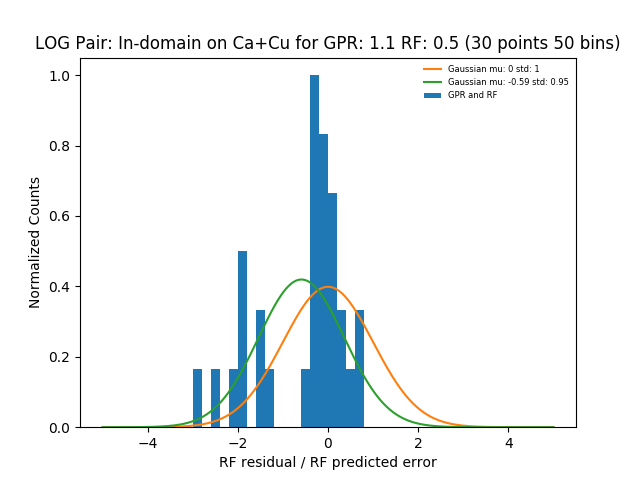 LOG Pair: In-domain on Ca+Cu for GPR: 1.1 RF: 0.5 (30 points 50 bins)
Gaussian mu: 0 std: 1
Gaussian mu: -0.59 std: 0.95
GPR and RF
Normalized Counts
1.0
0.8
0.6
0.4
0.2
0.0
−4 −2 0 2 4
RF residual / RF predicted error